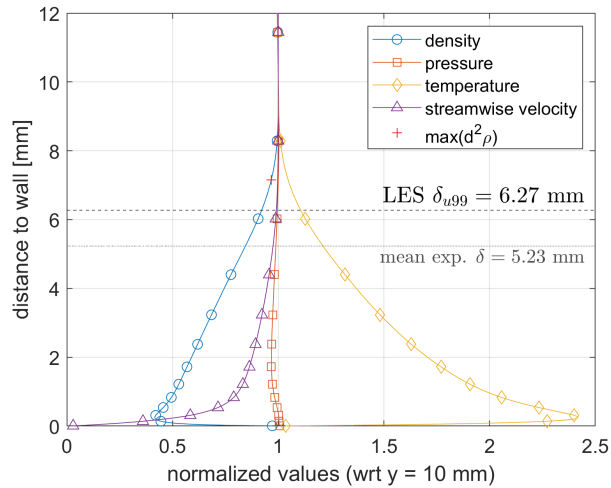 12
10
8
6
4
2
0
distance to wall [mm]
density
pressure
temperature
streamwise velocity
max(d²ρ)
LES δ_{u99} = 6.27 mm
mean exp. δ = 5.23 mm
0 0.5 1 1.5 2 2.5
normalized values (wrt y = 10 mm)